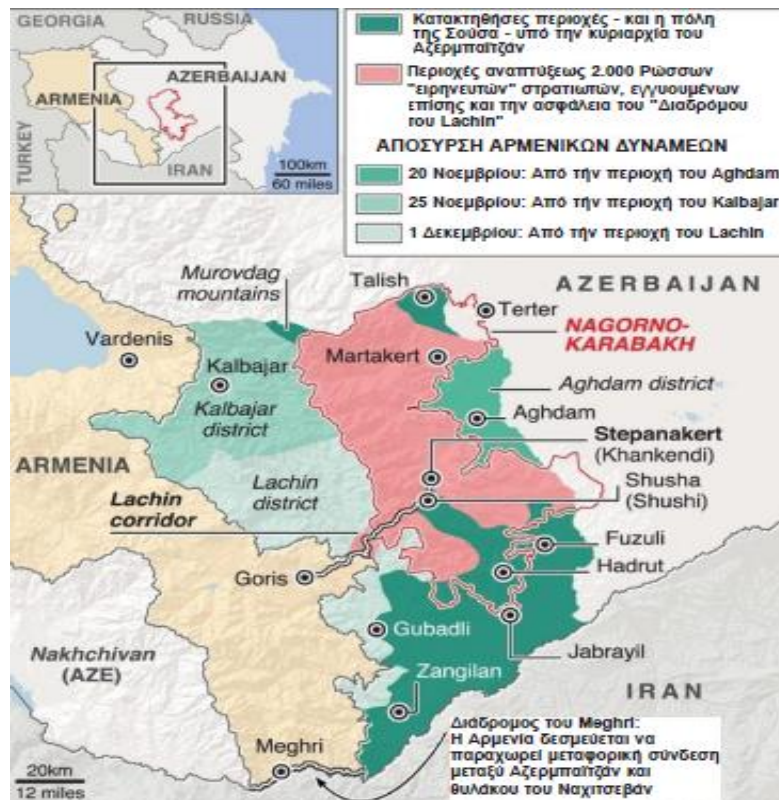 GEORGIA
RUSSIA
AZERBAIJAN
ARMENIA
TURKEY
IRAN
100km
60 miles
Κατακτηθήσες περιοχές - και η πόλη
της Σούσα - υπό την κυριαρχία του
Αζερμπαϊτζάν
Περιοχές αναπτύξεως 2.000 Ρώσσων
"ειρηνευτών" στρατιωτών, εγγυουμένων
επίσης και την ασφάλεια του "Διαδρόμου
του Lachin"
ΑΠΟΣΥΡΣΗ ΑΡΜΕΝΙΚΩΝ ΔΥΝΑΜΕΩΝ
20 Νοεμβρίου: Από τήν περιοχή του Aghdam
25 Νοεμβρίου: Από τήν περιοχή του Kalbajar
1 Δεκεμβρίου: Από τήν περιοχή του Lachin
Murovdag
mountains
Talish
AZERBAIJAN
Terter
NAGORNO-
KARABAKH
Vardenis
Kalbajar
Martakert
Kalbajar
district
Aghdam district
Aghdam
ARMENIA
Stepanakert
(Khankendi)
Lachin
district
Shusha
(Shushi)
Lachin
corridor
Fuzuli
Goris
Hadrut
Gubadli
Jabrayil
Nakhchivan
(AZE)
Zangilan
IRAN
Meghri
Διάδρομος του Meghri:
Η Αρμενία δεσμεύεται να
παραχωρεί μεταφορική σύνδεση
μεταξύ Αζερμπαϊτζάν και
θυλάκου του Ναχιτσεβάν
20km
12 miles